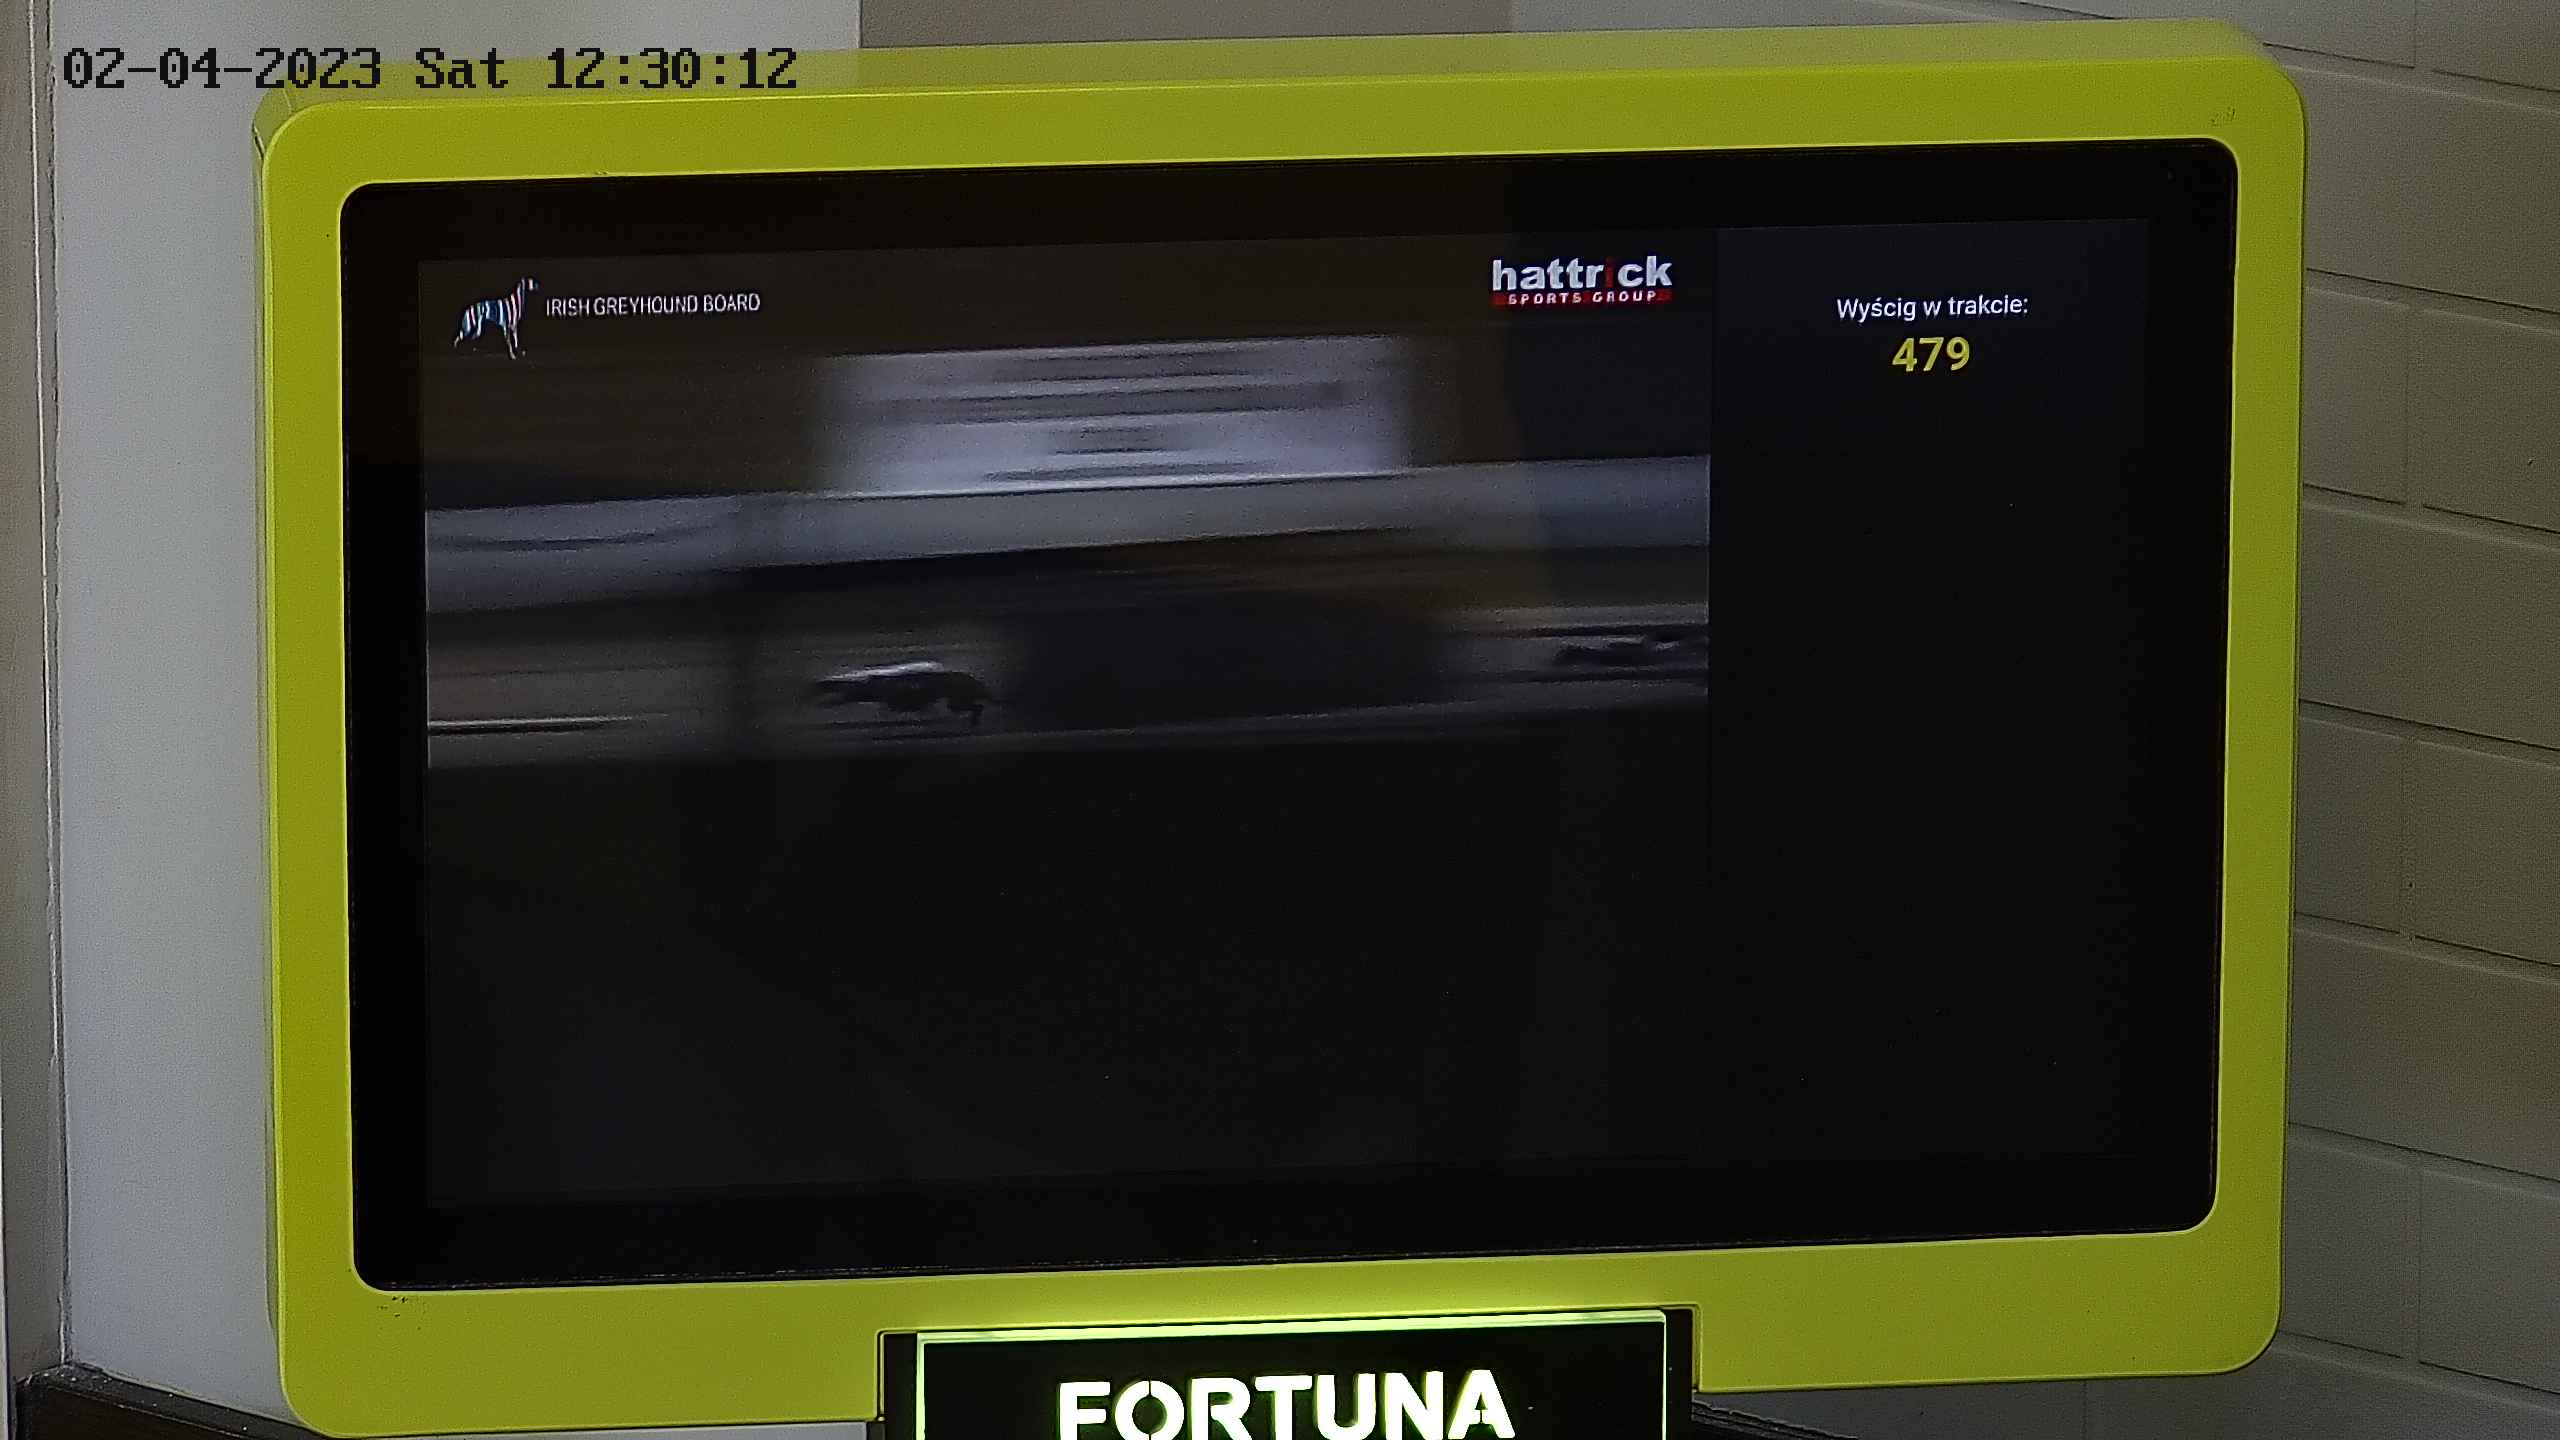 02-04-2023 Sat 12:30:12
IRISH GREYHOUND BOARD
hattrick
SPORTS GROUP
Wyścig w trakcie:
479
FORTUNA